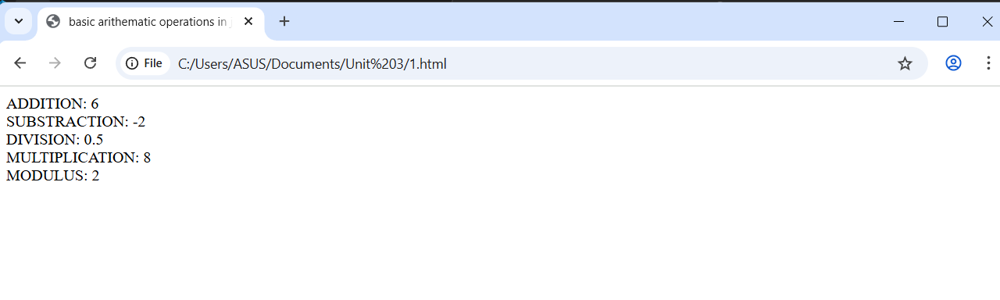 basic arithematic operations in
File
C:/Users/ASUS/Documents/Unit%203/1.html
ADDITION: 6
SUBSTRACTION: -2
DIVISION: 0.5
MULTIPLICATION: 8
MODULUS: 2